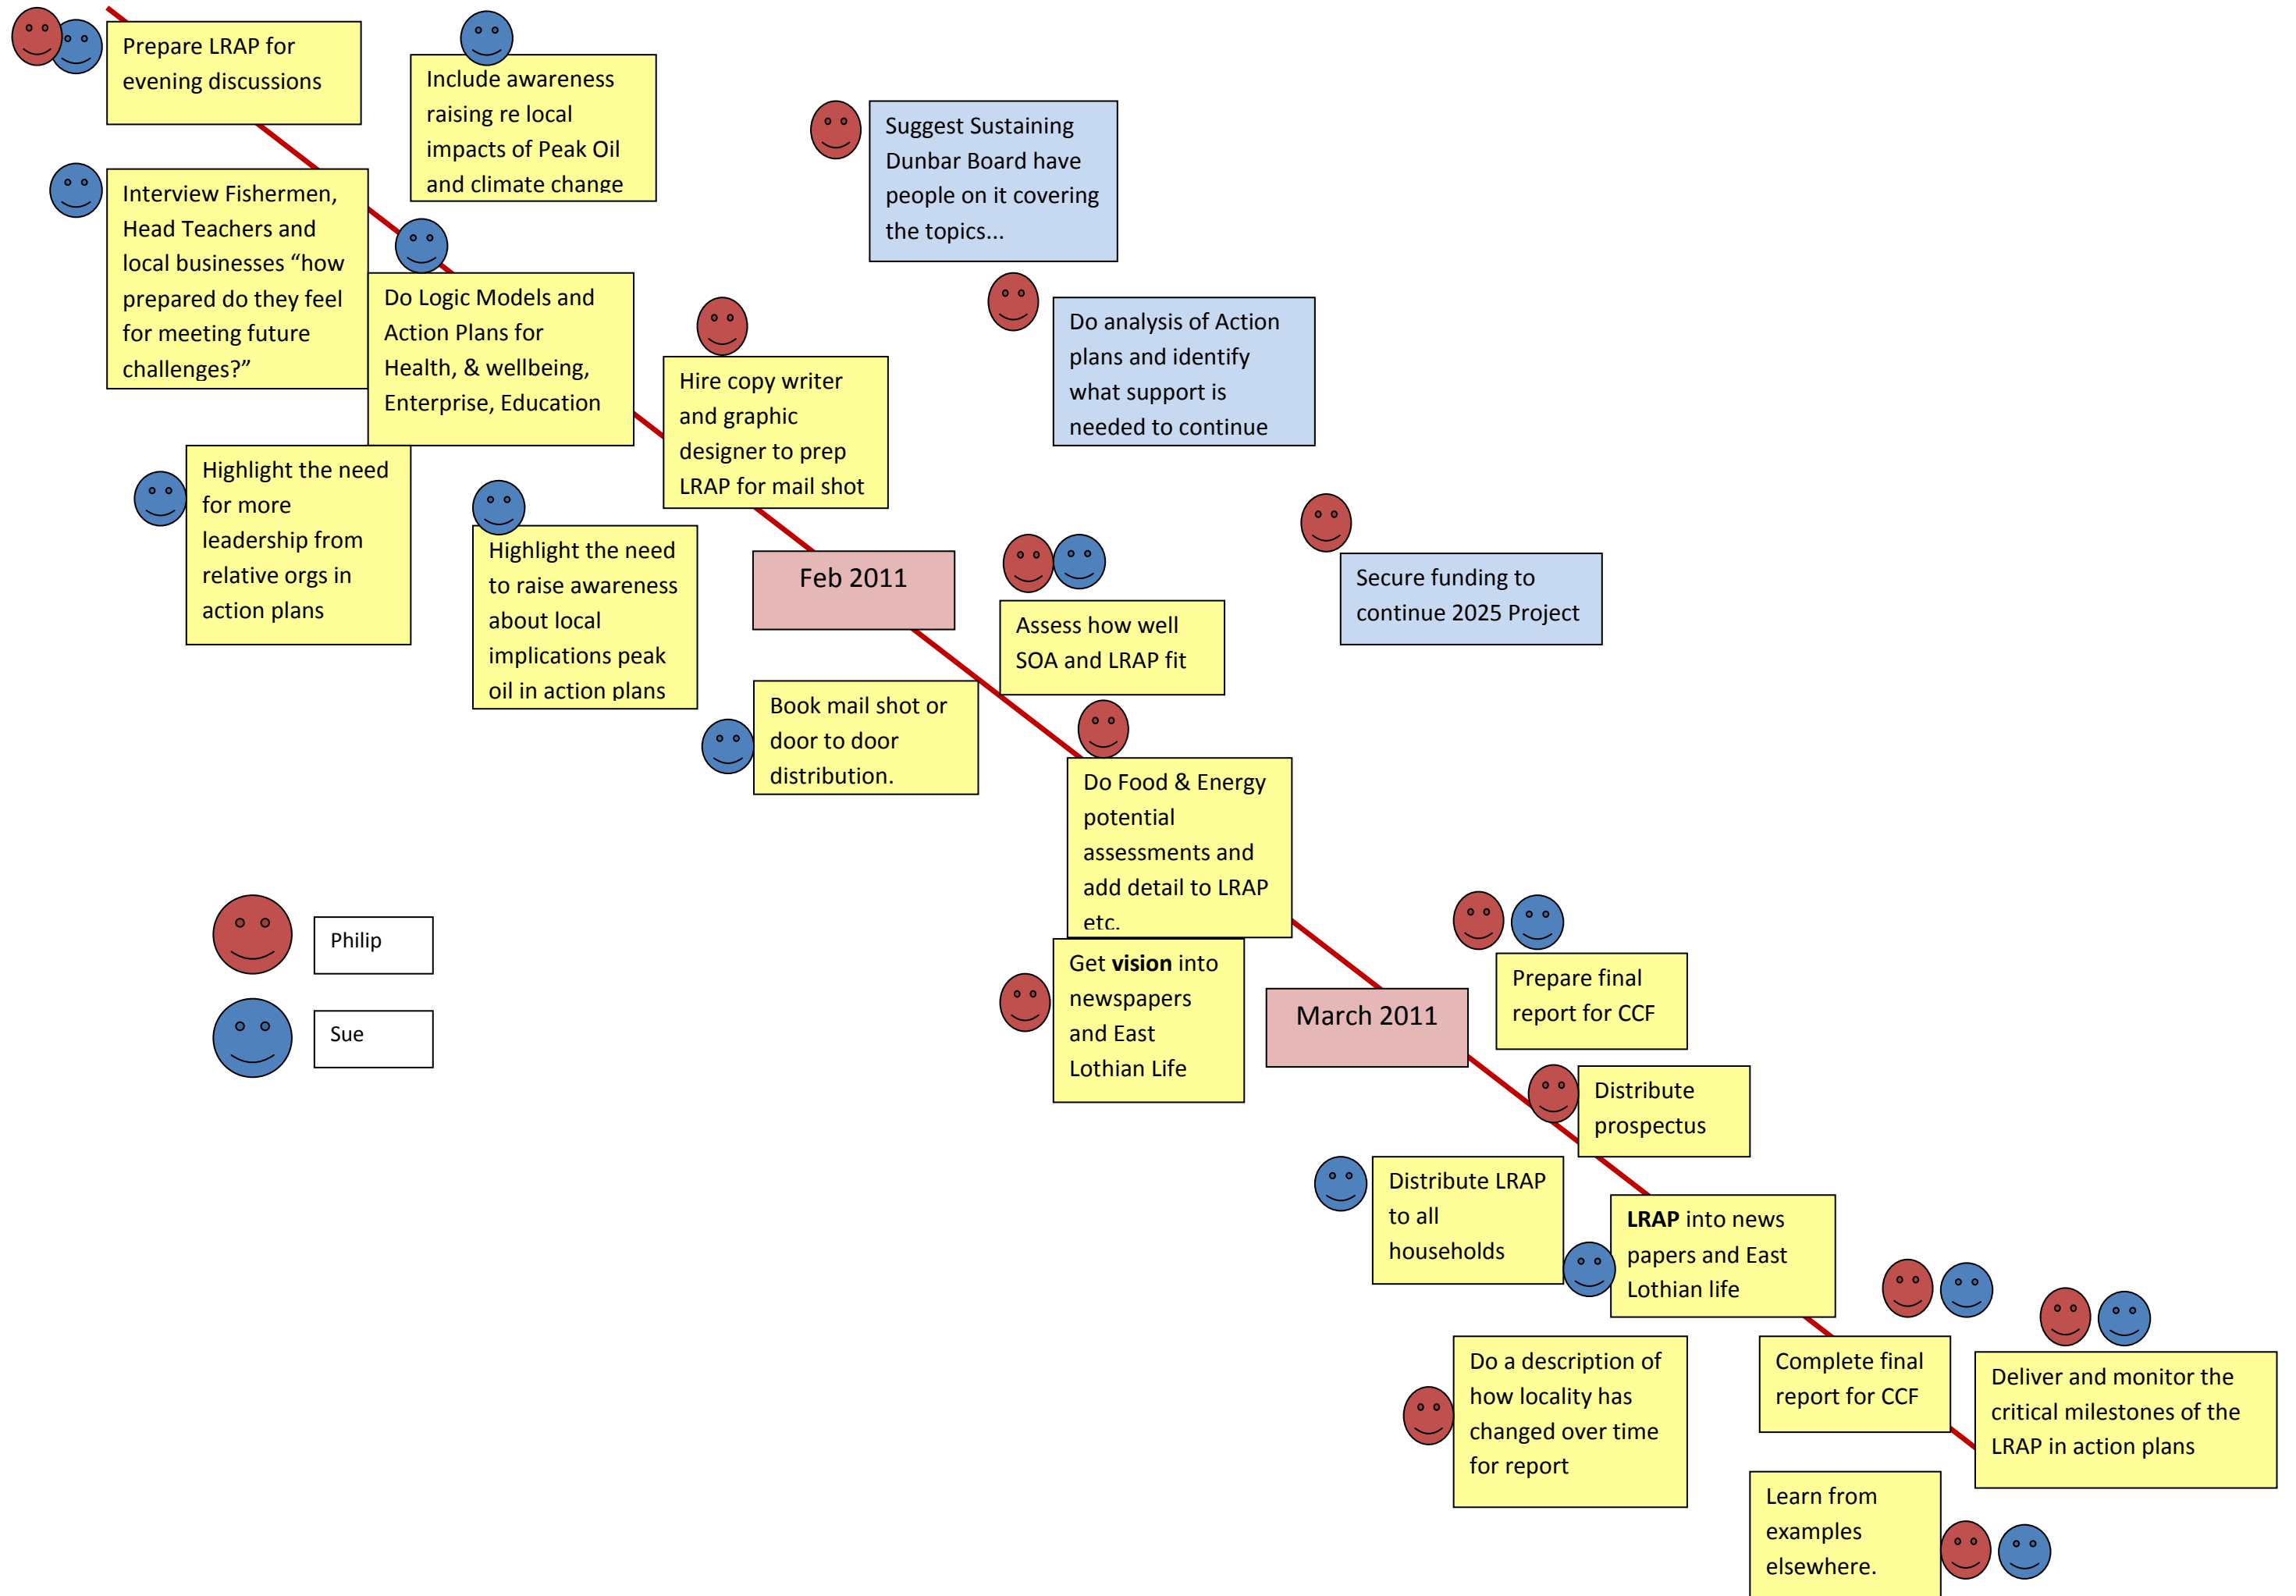 Prepare LRAP for
evening discussions
Include awareness
raising re local
impacts of Peak Oil
and climate change
Suggest Sustaining
Dunbar Board have
people on it covering
the topics...
Interview Fishermen,
Head Teachers and
local businesses “how
prepared do they feel
for meeting future
challenges?”
Do Logic Models and
Action Plans for
Health, & wellbeing,
Enterprise, Education
Do analysis of Action
plans and identify
what support is
needed to continue
Hire copy writer
and graphic
designer to prep
LRAP for mail shot
Highlight the need
for more
leadership from
relative orgs in
action plans
Highlight the need
to raise awareness
about local
implications peak
oil in action plans
Feb 2011
Assess how well
SOA and LRAP fit
Secure funding to
continue 2025 Project
Book mail shot or
door to door
distribution.
Do Food & Energy
potential
assessments and
add detail to LRAP
etc.
Philip
Sue
Get vision into
newspapers
and East
Lothian Life
March 2011
Prepare final
report for CCF
Distribute
prospectus
Distribute LRAP
to all
households
LRAP into news
papers and East
Lothian life
Do a description of
how locality has
changed over time
for report
Complete final
report for CCF
Deliver and monitor the
critical milestones of the
LRAP in action plans
Learn from
examples
elsewhere.